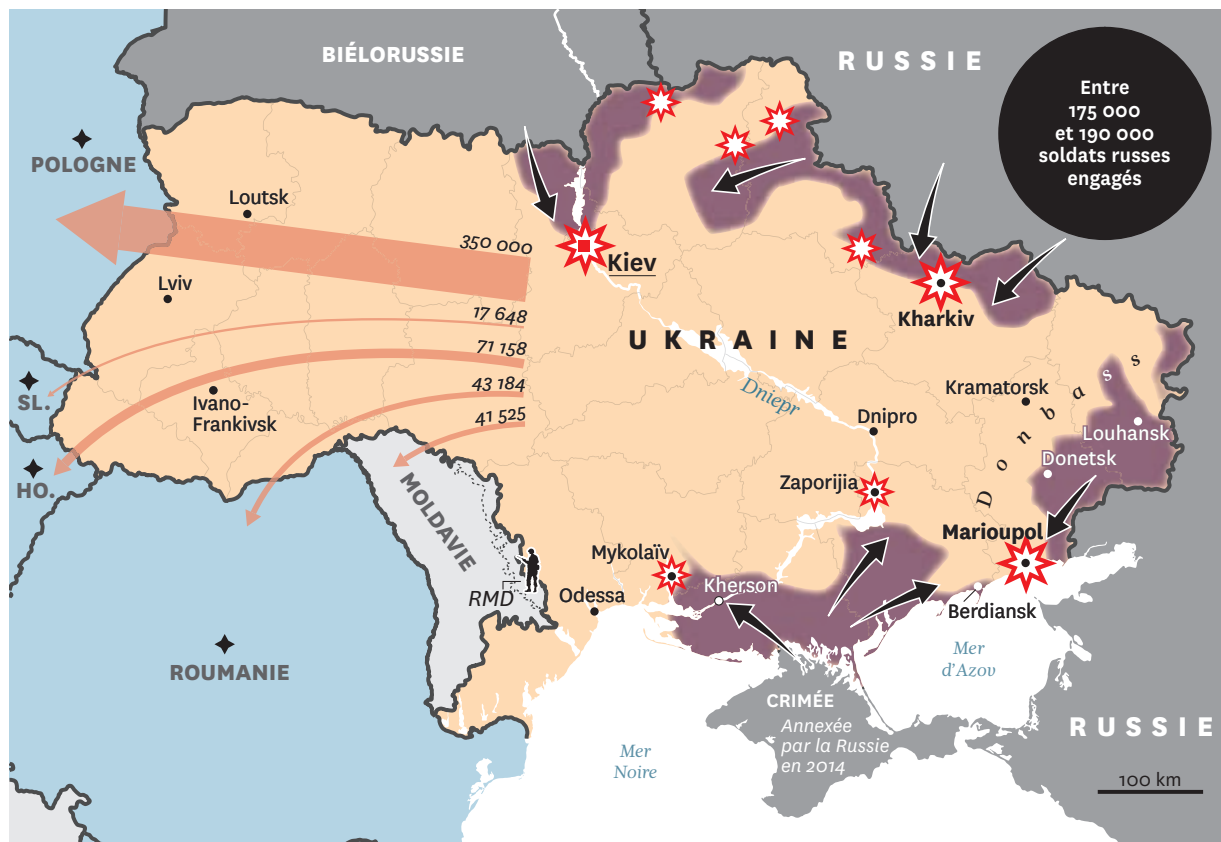 BIÉLORUSSIE
RUSSIE
Entre
175 000
et 190 000
soldats russes
engagés
POLOGNE
Loutsk
350 000
Kiev
Lviv
17 648
Kharkiv
UKRAINE
71 158
SL.
43 184
Ivano-
Frankivsk
41 525
Dniepr
Kramatorsk
Donbass
Dnipro
Louhansk
Donetsk
HO.
MOLDAVIE
Zaporijia
Marioupol
Mykolaïv
Kherson
RMD
Odessa
Berdiansk
ROUMANIE
Mer
d'Azov
CRIMÉE
Annexée
par la Russie
en 2014
RUSSIE
Mer
Noire
100 km